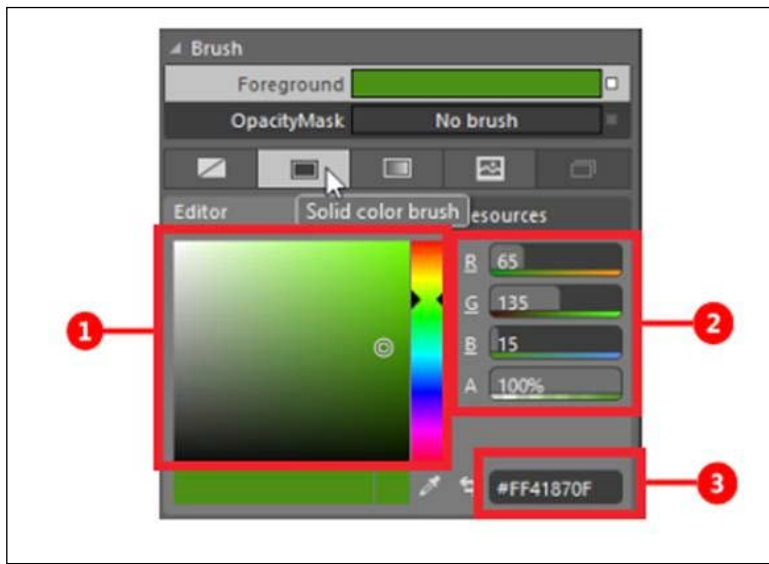 Brush
Foreground
OpacityMask No brush
Solid color brush
Editor esources
R 65
G 135
B 15
A 100%
#FF41870F
1
2
3